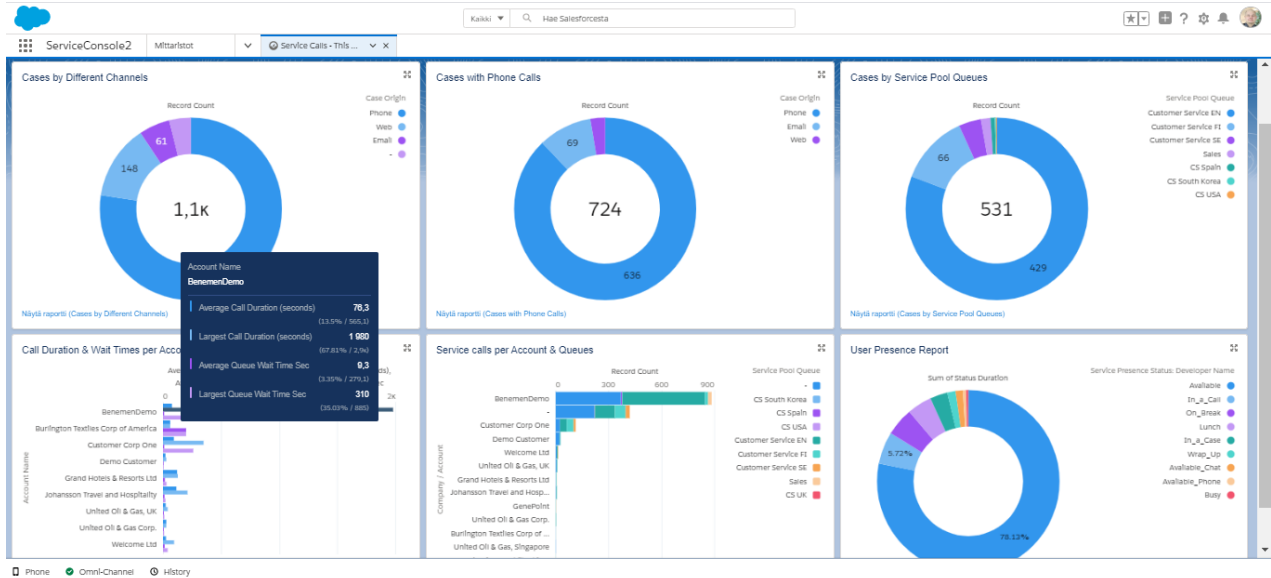 Kaikki
Hae Salesforcesta
ServiceConsole2
Mittaristot
Service Calls - This ...
Cases by Different Channels
Record Count
Case Origin
Phone
Web
Email
-
61
148
1,1K
Näytä raportti (Cases by Different Channels)
Cases with Phone Calls
Record Count
Case Origin
Phone
Email
Web
69
724
636
Näytä raportti (Cases with Phone Calls)
Cases by Service Pool Queues
Record Count
Service Pool Queue
Customer Service EN
Customer Service FI
Customer Service SE
Sales
CS Spain
CS South Korea
CS USA
66
531
429
Näytä raportti (Cases by Service Pool Queues)
Account Name
BenemenDemo
Average Call Duration (seconds) 76,3
(13.5% / 565,1)
Largest Call Duration (seconds) 1 980
(67.81% / 2,9k)
Average Queue Wait Time Sec 9,3
(3.35% / 279,1)
Largest Queue Wait Time Sec 310
(35.03% / 885)
Call Duration & Wait Times per Acco
Ave
ds),
A
ec
0
2K
Account Name
BenemenDemo
Burlington Textiles Corp of America
Customer Corp One
Demo Customer
Grand Hotels & Resorts Ltd
Johansson Travel and Hospitality
United Oil & Gas, UK
United Oil & Gas Corp.
Welcome Ltd
Service calls per Account & Queues
Record Count
0 300 600 900
Company / Account
BenemenDemo
-
Customer Corp One
Demo Customer
Welcome Ltd
United Oil & Gas, UK
Grand Hotels & Resorts Ltd
Johansson Travel and Hosp...
GenePoint
United Oil & Gas Corp.
Burlington Textiles Corp of ...
United Oil & Gas, Singapore
Service Pool Queue
-
CS South Korea
CS Spain
CS USA
Customer Service EN
Customer Service FI
Customer Service SE
Sales
CS UK
User Presence Report
Sum of Status Duration
Service Presence Status: Developer Name
Available
In_a_Call
On_Break
Lunch
In_a_Case
Wrap_Up
Available_Chat
Available_Phone
Busy
5.72%
78.12%
Phone
Omni-Channel
History